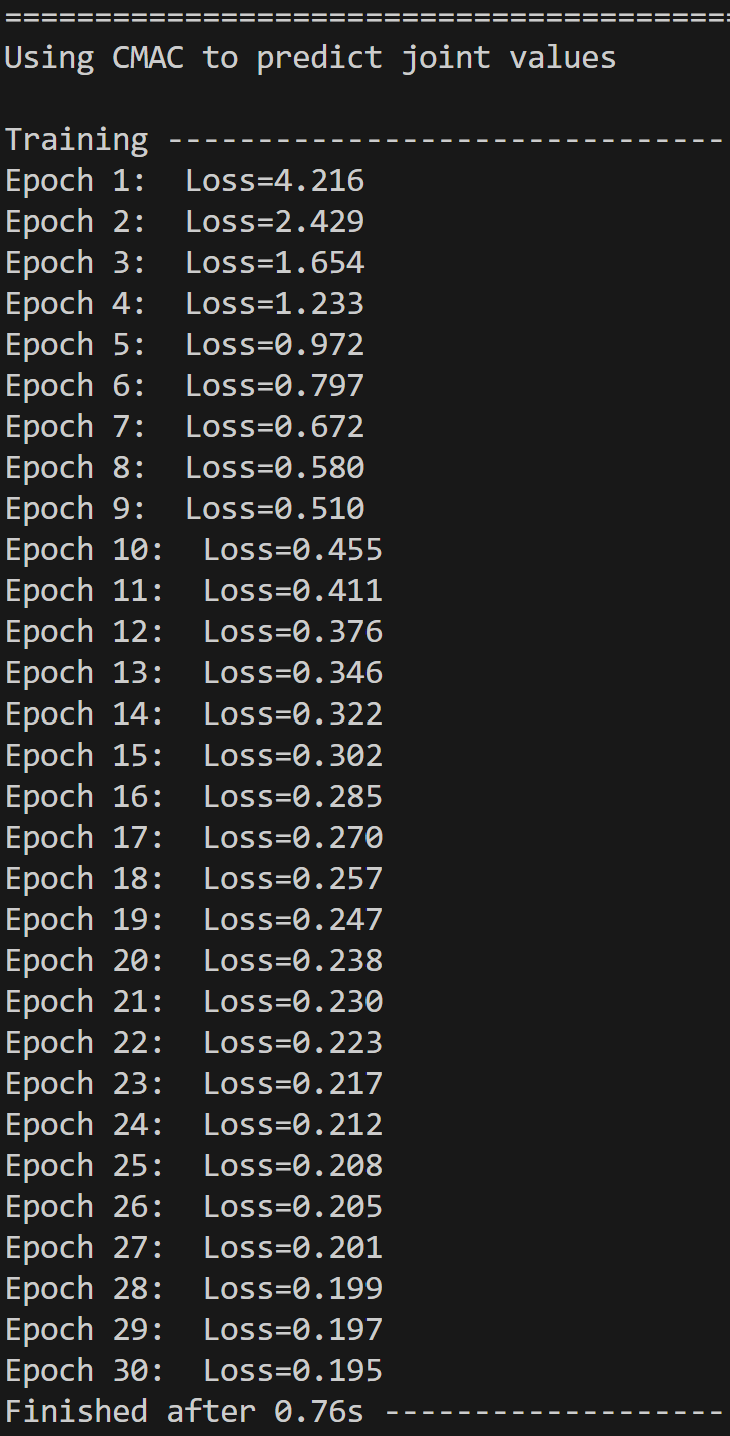 =========================================
Using CMAC to predict joint values
Training -------------------------------
Epoch 1:  Loss=4.216
Epoch 2:  Loss=2.429
Epoch 3:  Loss=1.654
Epoch 4:  Loss=1.233
Epoch 5:  Loss=0.972
Epoch 6:  Loss=0.797
Epoch 7:  Loss=0.672
Epoch 8:  Loss=0.580
Epoch 9:  Loss=0.510
Epoch 10:  Loss=0.455
Epoch 11:  Loss=0.411
Epoch 12:  Loss=0.376
Epoch 13:  Loss=0.346
Epoch 14:  Loss=0.322
Epoch 15:  Loss=0.302
Epoch 16:  Loss=0.285
Epoch 17:  Loss=0.270
Epoch 18:  Loss=0.257
Epoch 19:  Loss=0.247
Epoch 20:  Loss=0.238
Epoch 21:  Loss=0.230
Epoch 22:  Loss=0.223
Epoch 23:  Loss=0.217
Epoch 24:  Loss=0.212
Epoch 25:  Loss=0.208
Epoch 26:  Loss=0.205
Epoch 27:  Loss=0.201
Epoch 28:  Loss=0.199
Epoch 29:  Loss=0.197
Epoch 30:  Loss=0.195
Finished after 0.76s -------------------